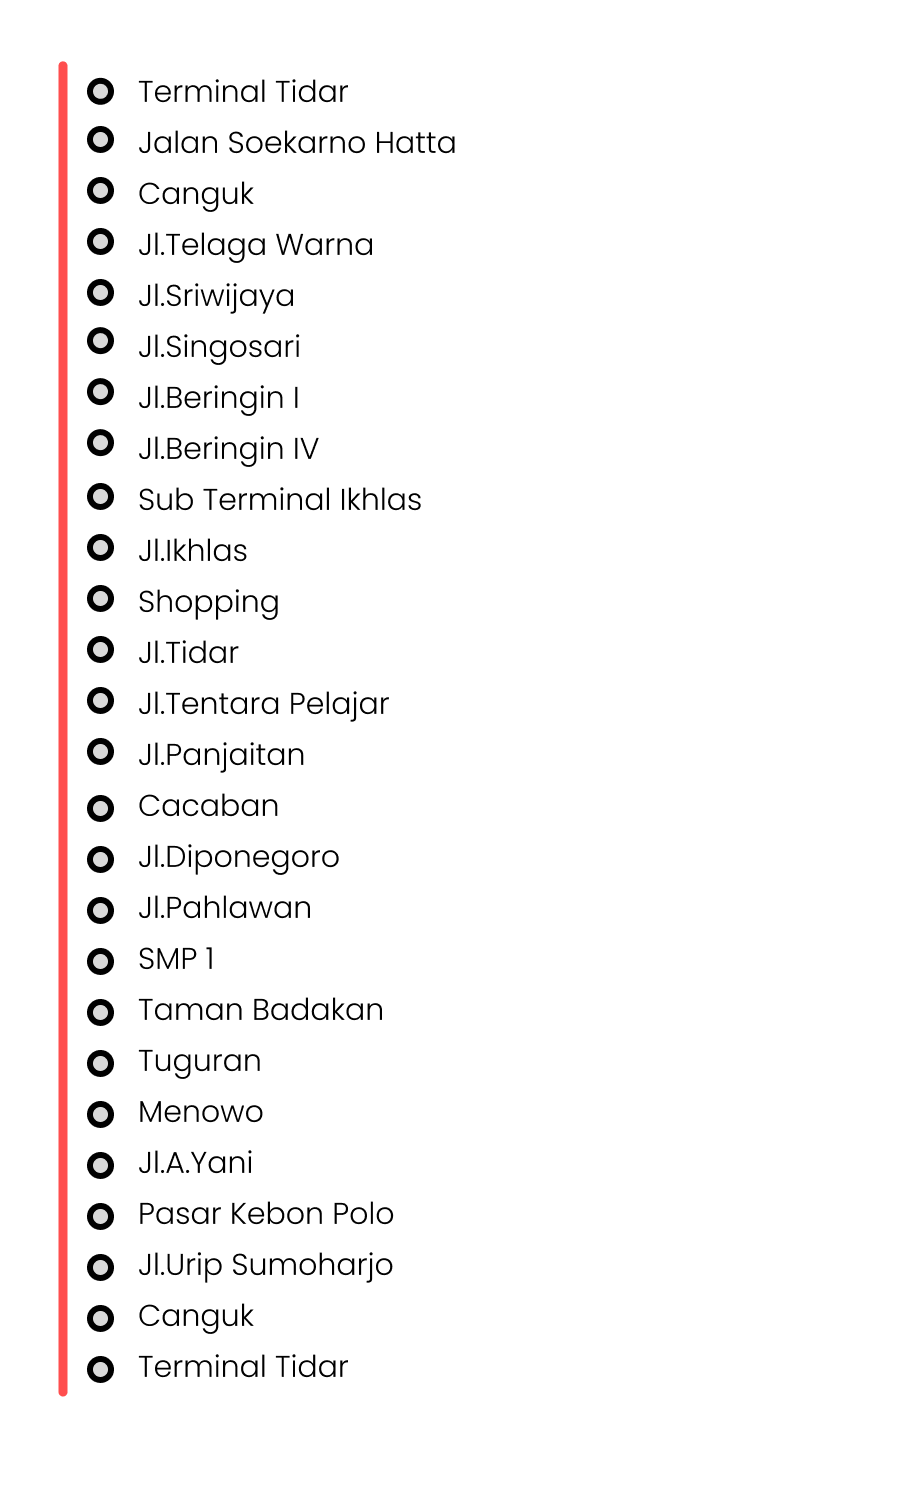 Terminal Tidar
Jalan Soekarno Hatta
Canguk
Jl.Telaga Warna
Jl.Sriwijaya
Jl.Singosari
Jl.Beringin I
Jl.Beringin IV
Sub Terminal Ikhlas
Jl.Ikhlas
Shopping
Jl.Tidar
Jl.Tentara Pelajar
Jl.Panjaitan
Cacaban
Jl.Diponegoro
Jl.Pahlawan
SMP 1
Taman Badakan
Tuguran
Menowo
Jl.A.Yani
Pasar Kebon Polo
Jl.Urip Sumoharjo
Canguk
Terminal Tidar